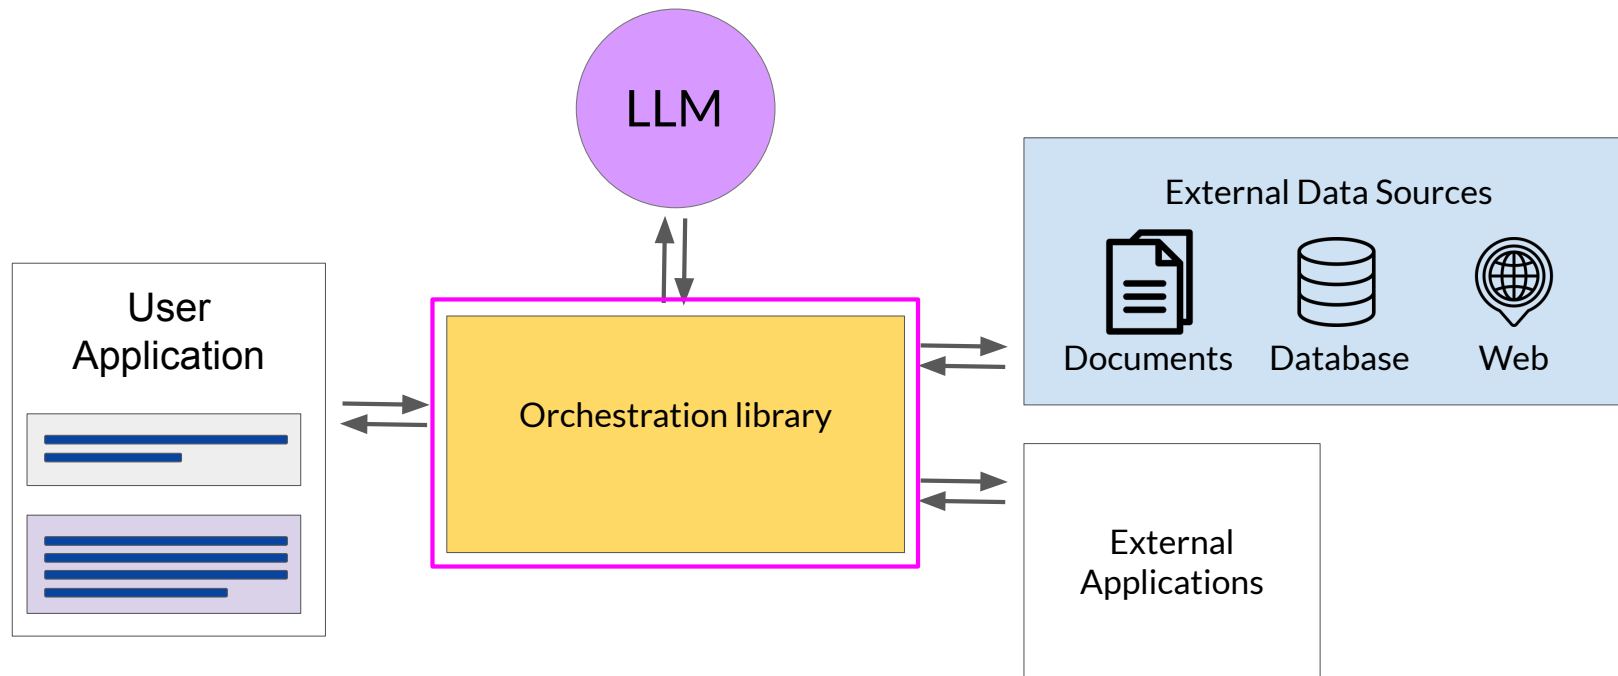 LLM
User
Application
Orchestration library
External Data Sources
Documents
Database
Web
External
Applications